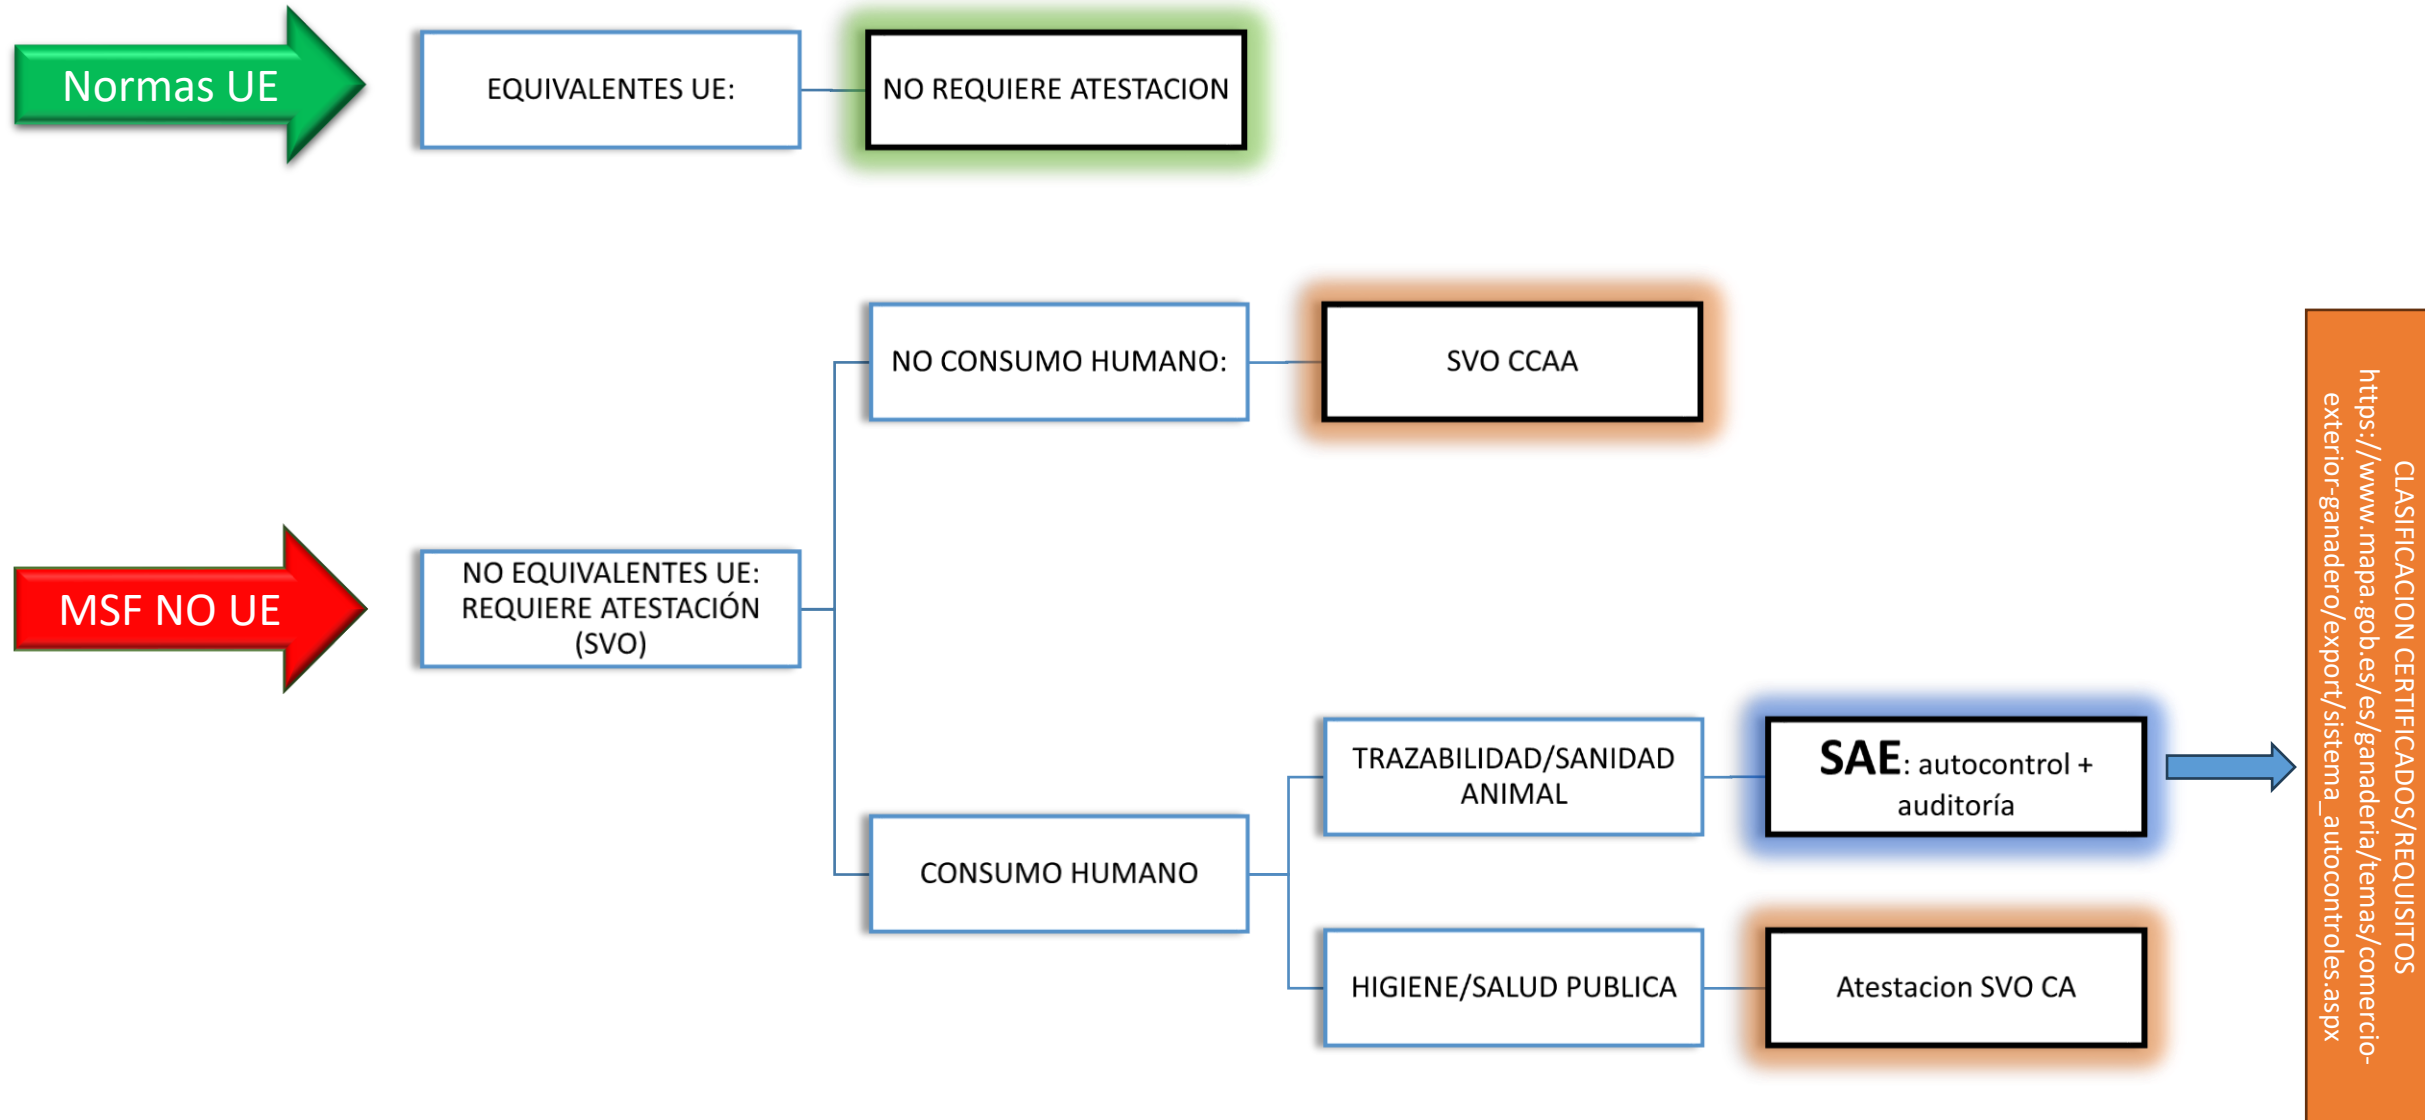 Normas UE
EQUIVALENTES UE:
NO REQUIERE ATESTACION
NO CONSUMO HUMANO:
SVO CCAA
MSF NO UE
NO EQUIVALENTES UE:
REQUIERE ATESTACIÓN
(SVO)
CONSUMO HUMANO
TRAZABILIDAD/SANIDAD
ANIMAL
SAE: autocontrol +
auditoría
HIGIENE/SALUD PUBLICA
Atestacion SVO CA
CLASIFICACION CERTIFICADOS/REQUISITOS
https://www.mapa.gob.es/es/ganaderia/temas/comercio-
exterior-ganadero/export/sistema_autocontroles.aspx